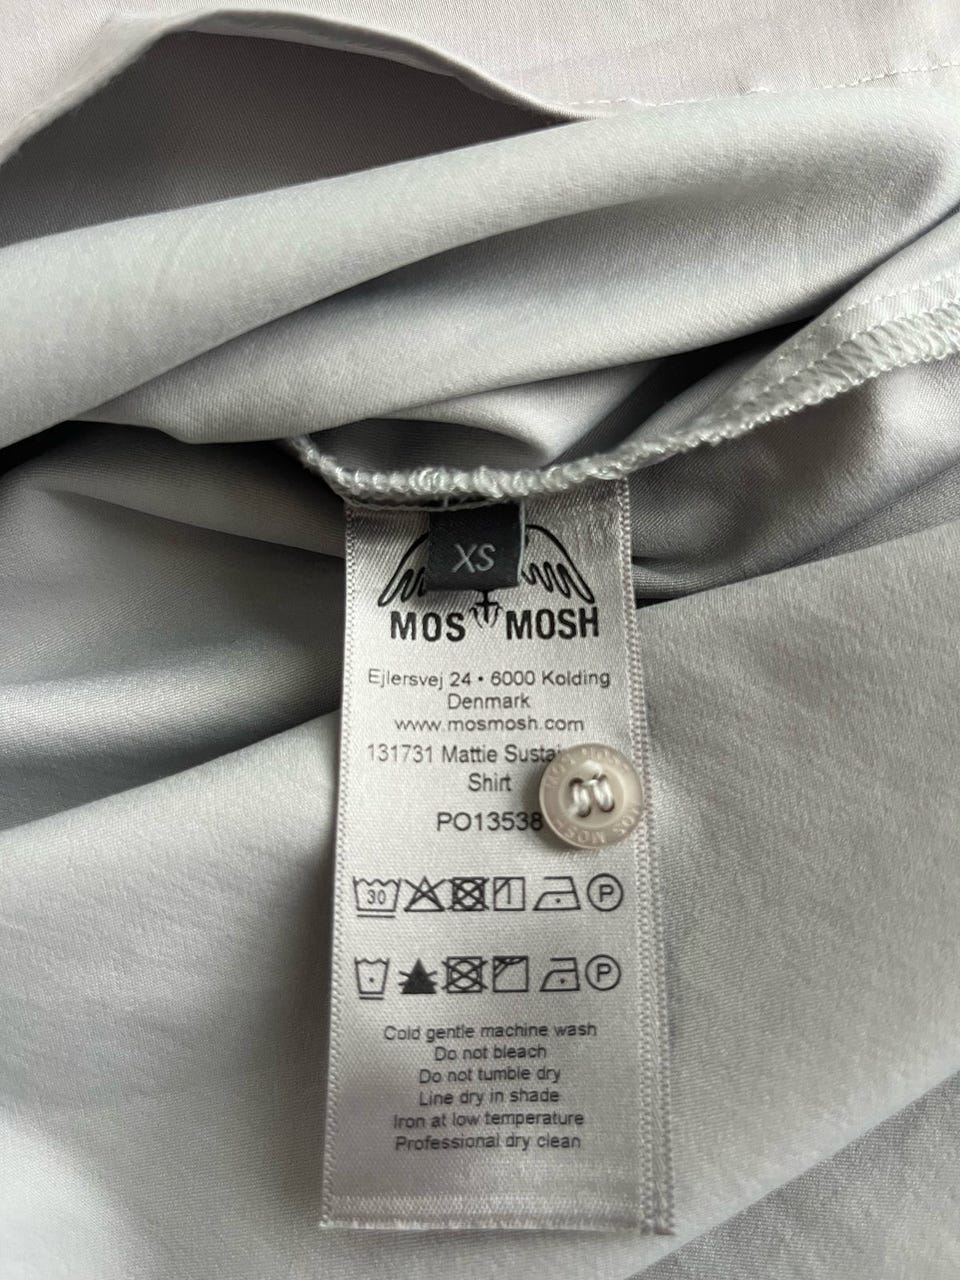 XS
MOS MOSH
Ejlersvej 24 • 6000 Kolding
Denmark
www.mosmosh.com
131731 Mattie
Shirt
PO13538
30
P
P
Cold gentle machine wash
Do not bleach
Do not tumble dry
Line dry in shade
Iron at low temperature
Professional dry clean